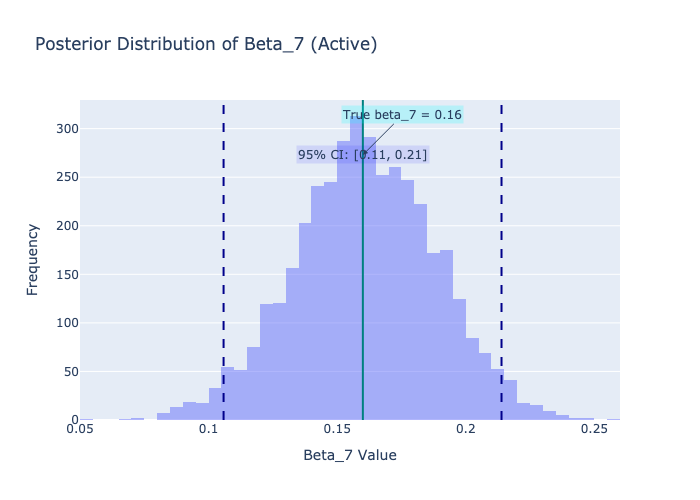 Posterior Distribution of Beta_7 (Active)
True beta_7 = 0.16
95% CI: [0.11, 0.21]
300
250
200
150
100
50
0
Frequency
0.05
0.1
0.15
0.2
0.25
Beta_7 Value